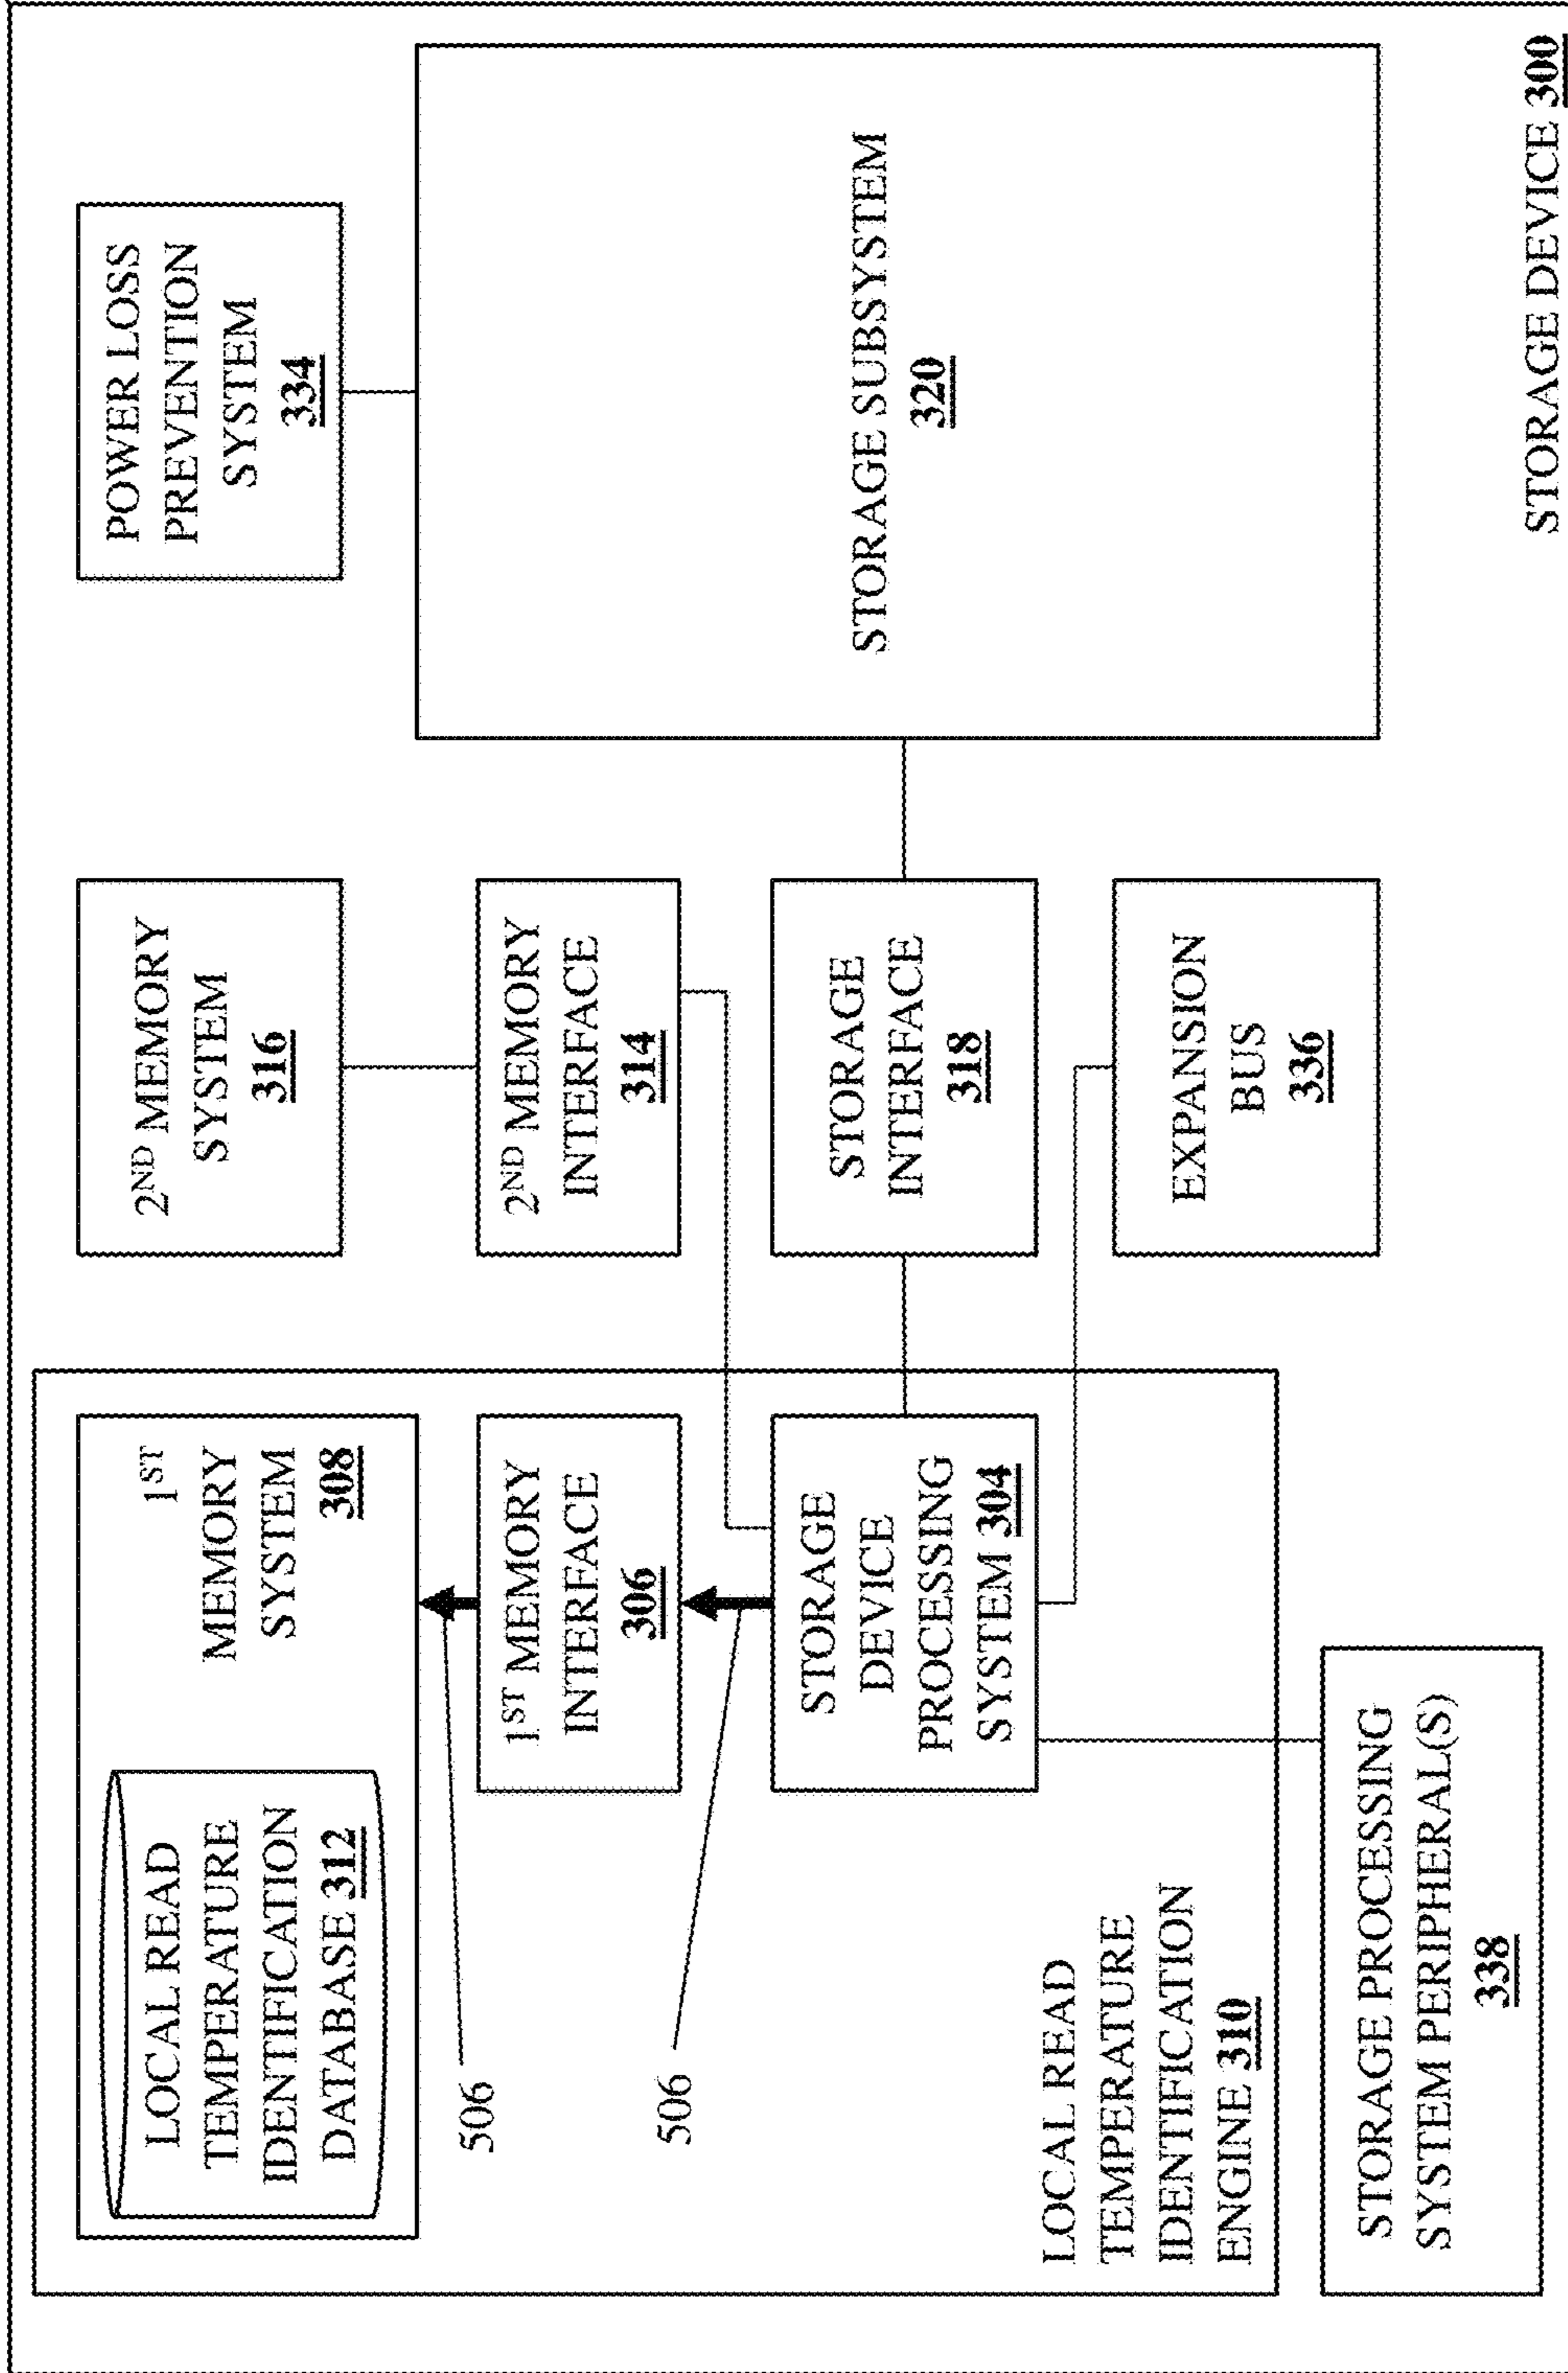 LOCAL READ
TEMPERATURE
IDENTIFICATION
DATABASE 312
1ST
MEMORY
SYSTEM
308
2ND MEMORY
SYSTEM
316
POWER LOSS
PREVENTION
SYSTEM
334
506
506
1ST MEMORY
INTERFACE
306
2ND MEMORY
INTERFACE
314
STORAGE
DEVICE
PROCESSING
SYSTEM 304
STORAGE
INTERFACE
318
STORAGE SUBSYSTEM
320
LOCAL READ
TEMPERATURE
IDENTIFICATION
ENGINE 310
EXPANSION
BUS
336
STORAGE PROCESSING
SYSTEM PERIPHERAL(S)
338
STORAGE DEVICE 300